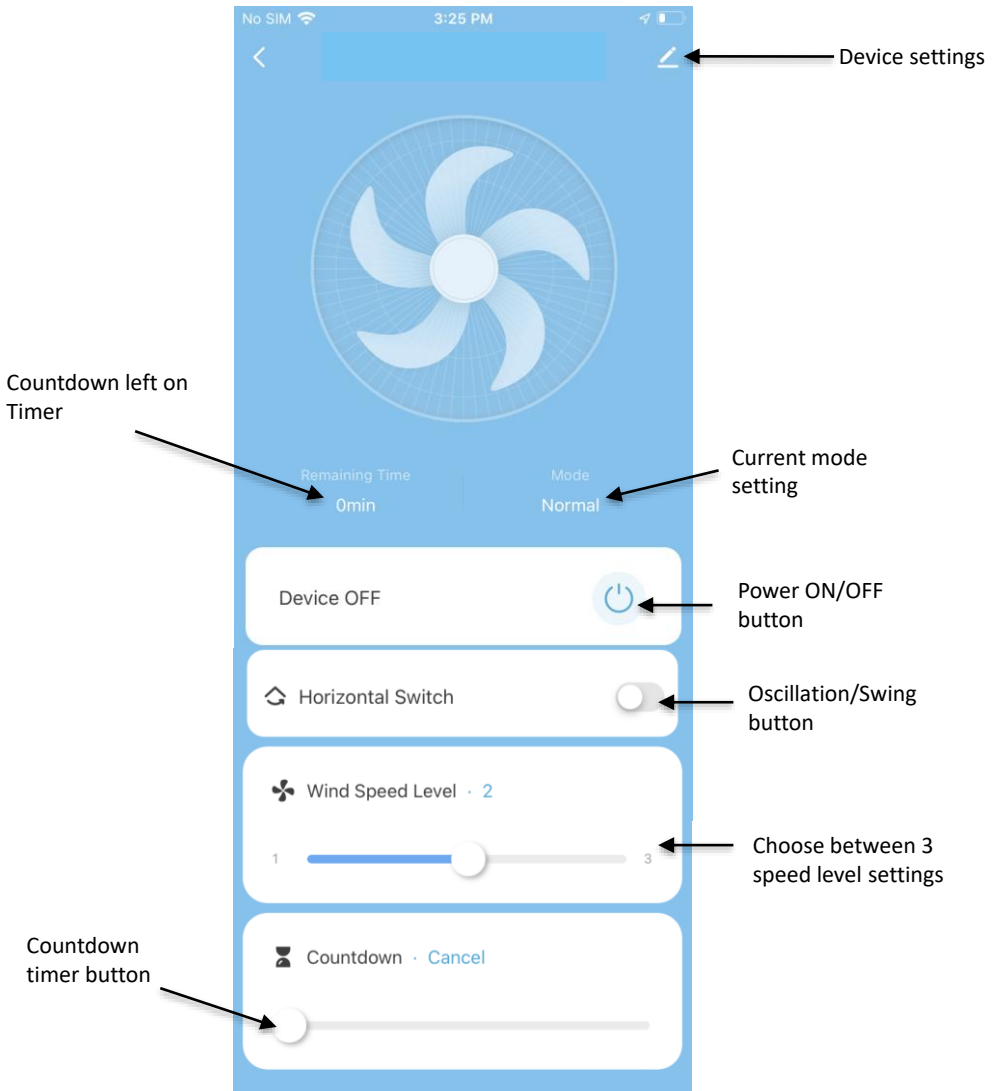 No SIM 3:25 PM
Device settings
Countdown left on
Timer
Remaining Time
0min
Mode
Normal
Current mode
setting
Device OFF
Power ON/OFF
button
Horizontal Switch
Oscillation/Swing
button
Wind Speed Level · 2
1 3
Choose between 3
speed level settings
Countdown
timer button
Countdown · Cancel